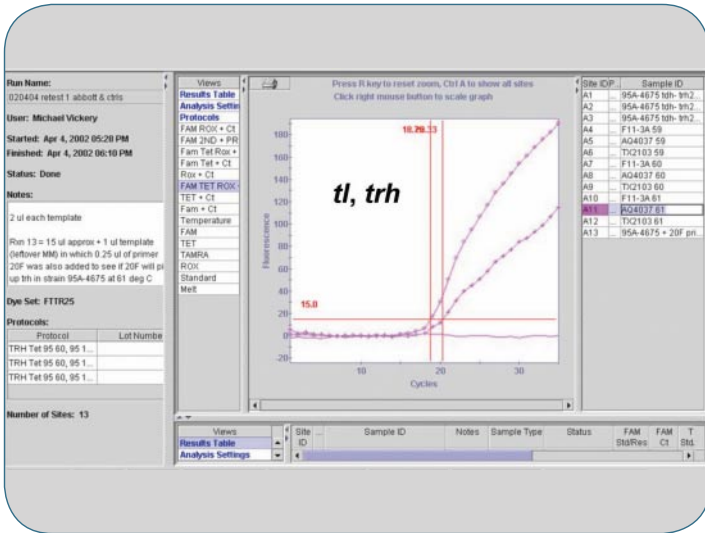 Run Name:
020404 retest 1 abbott & ctrls
User: Michael Vickery
Started: Apr 4, 2002 05:28 PM
Finished: Apr 4, 2002 06:10 PM
Status: Done
Notes:
2 ul each template
Rxn 13 = 15 ul approx + 1 ul template
(leftover MM) in which 0.25 ul of primer
20F was also added to see if 20F will pi
up trh in strain 95A-4675 at 61 deg C
Dye Set: FTTR25
Protocols:
Protocol Lot Numbe
TRH Tet 95 60, 95 1...
TRH Tet 95 60, 95 1...
TRH Tet 95 60, 95 1...
Number of Sites: 13
Views
Results Table
Analysis Settin
Protocols
FAM ROX + Ct
FAM 2ND + PR
Fam Tet Rox +
Fam Tet + Ct
Rox + Ct
FAM TET ROX
TET + Ct
Fam + Ct
Temperature
FAM
TET
TAMRA
ROX
Standard
Melt
Press R key to reset zoom, Ctrl A to show all sites
Click right mouse button to scale graph
tl, trh
15.0
Fluorescence
180
160
140
120
100
80
60
40
20
0
-20
10 20 30
Cycles
Site ID P... Sample ID
A1 ... 95A-4675 tdh- trh2...
A2 ... 95A-4675 tdh- trh2...
A3 ... 95A-4675 tdh- trh2...
A4 ... F11-3A 59
A5 ... AQ4037 59
A6 ... TX2103 59
A7 ... F11-3A 60
A8 ... AQ4037 60
A9 ... TX2103 60
A10 ... F11-3A 61
A11 ... AQ4037 61
A12 ... TX2103 61
A13 ... 95A-4675 + 20F pri...
Views
Results Table
Analysis Settings
Site ID ... Sample ID Notes Sample Type Status FAM Std/Res FAM Ct T Std.